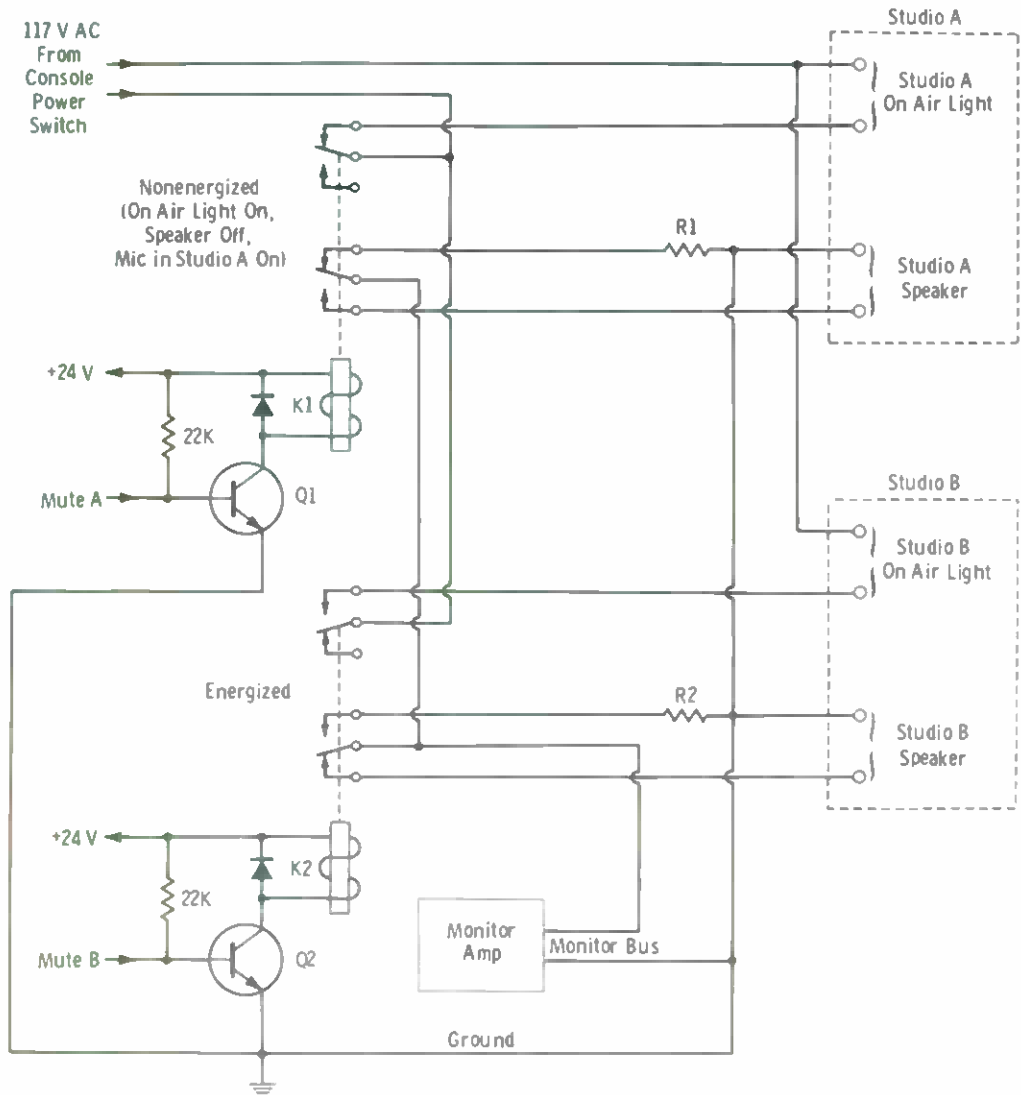 117 V AC
From
Console
Power
Switch
Studio A
Studio A
On Air Light
Nonenergized
(On Air Light On,
Speaker Off,
Mic in Studio A On)
R1
Studio A
Speaker
+24 V
K1
22K
Mute A
Q1
Studio B
Studio B
On Air Light
Energized
R2
Studio B
Speaker
+24 V
K2
22K
Mute B
Q2
Monitor
Amp
Monitor Bus
Ground